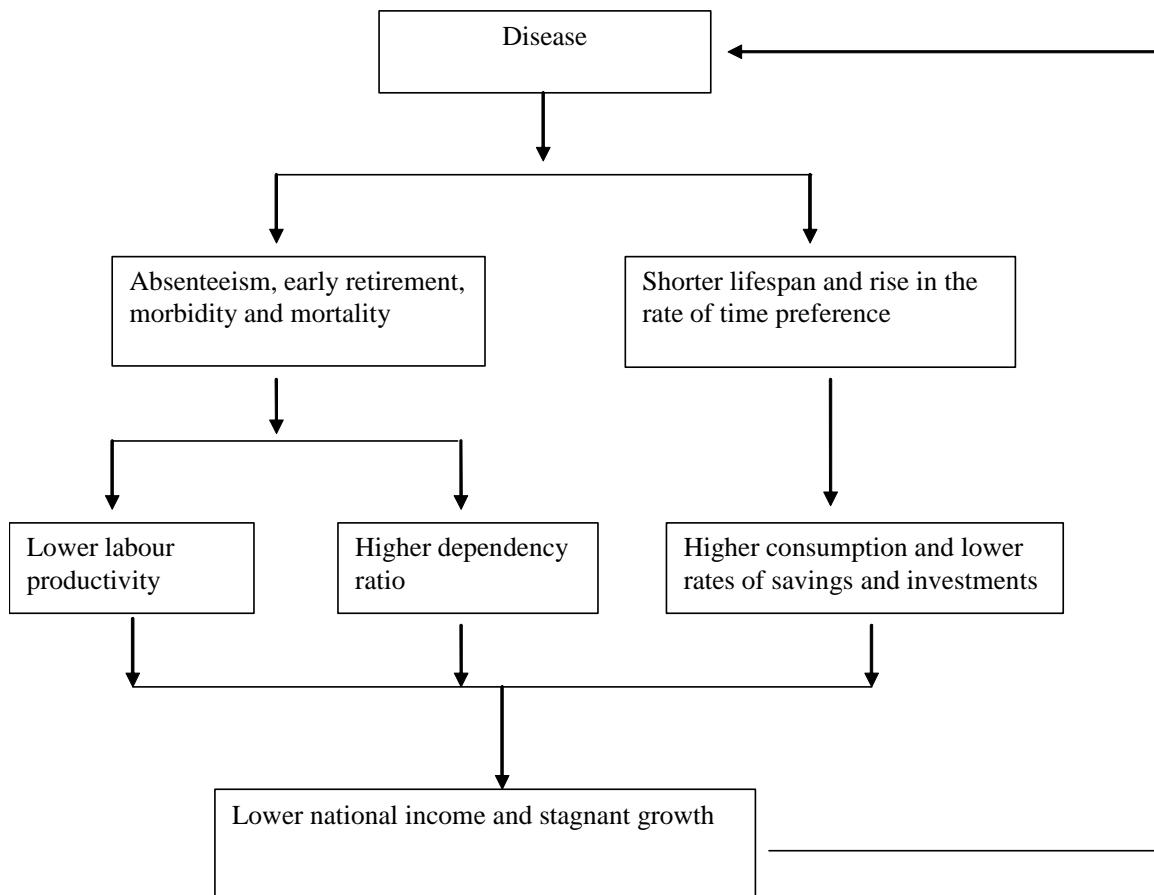 Disease
Absenteeism, early retirement,
morbidity and mortality
Shorter lifespan and rise in the
rate of time preference
Lower labour
productivity
Higher dependency
ratio
Higher consumption and lower
rates of savings and investments
Lower national income and stagnant growth